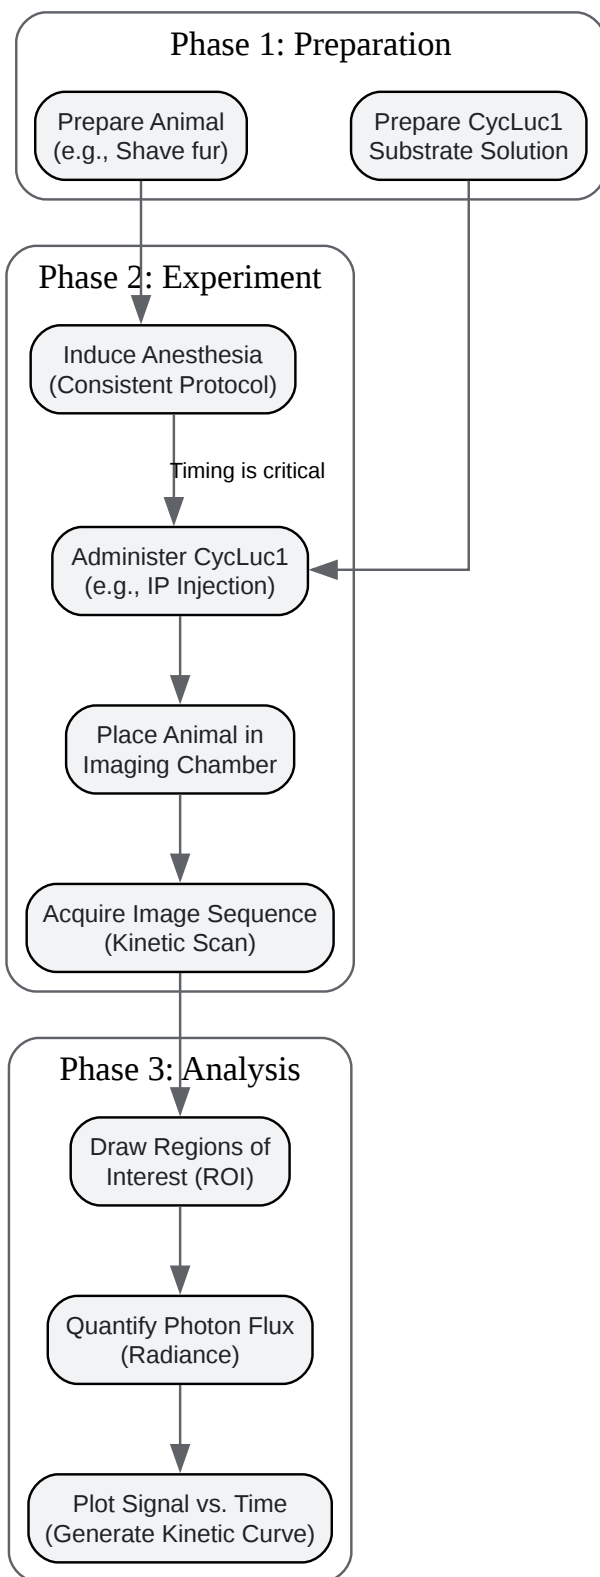 Phase 1: Preparation
Prepare Animal
(e.g., Shave fur)
Prepare CycLuc1
Substrate Solution
Phase 2: Experiment
Induce Anesthesia
(Consistent Protocol)
Timing is critical
Administer CycLuc1
(e.g., IP Injection)
Place Animal in
Imaging Chamber
Acquire Image Sequence
(Kinetic Scan)
Phase 3: Analysis
Draw Regions of
Interest (ROI)
Quantify Photon Flux
(Radiance)
Plot Signal vs. Time
(Generate Kinetic Curve)